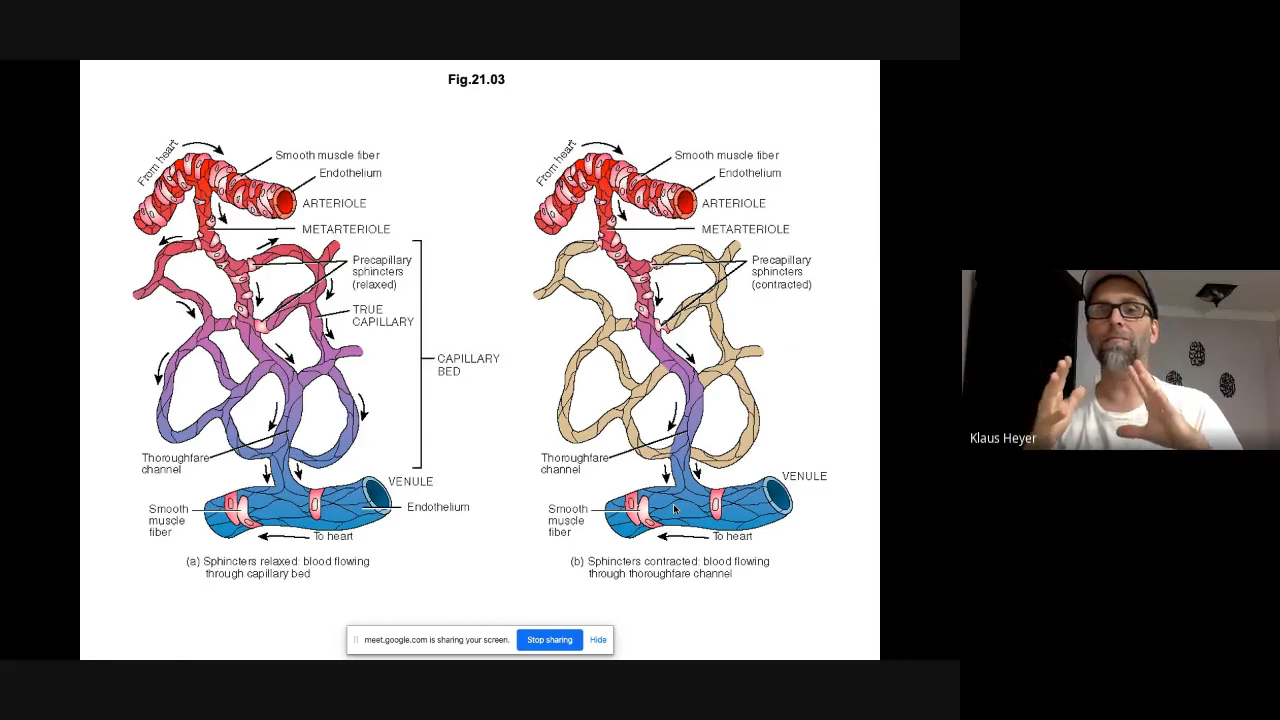 Fig.21.03
From heart
Smooth muscle fiber
Endothelium
ARTERIOLE
METARTERIOLE
Precapillary
sphincters
(relaxed)
TRUE
CAPILLARY
CAPILLARY
BED
Thoroughfare
channel
VENULE
Smooth
muscle
fiber
Endothelium
To heart
(a) Sphincters relaxed: blood flowing
through capillary bed
From heart
Smooth muscle fiber
Endothelium
ARTERIOLE
METARTERIOLE
Precapillary
sphincters
(contracted)
Thoroughfare
channel
VENULE
Smooth
muscle
fiber
To heart
(b) Sphincters contracted: blood flowing
through thoroughfare channel
meet.google.com is sharing your screen.
Stop sharing
Hide
Klaus Heyer